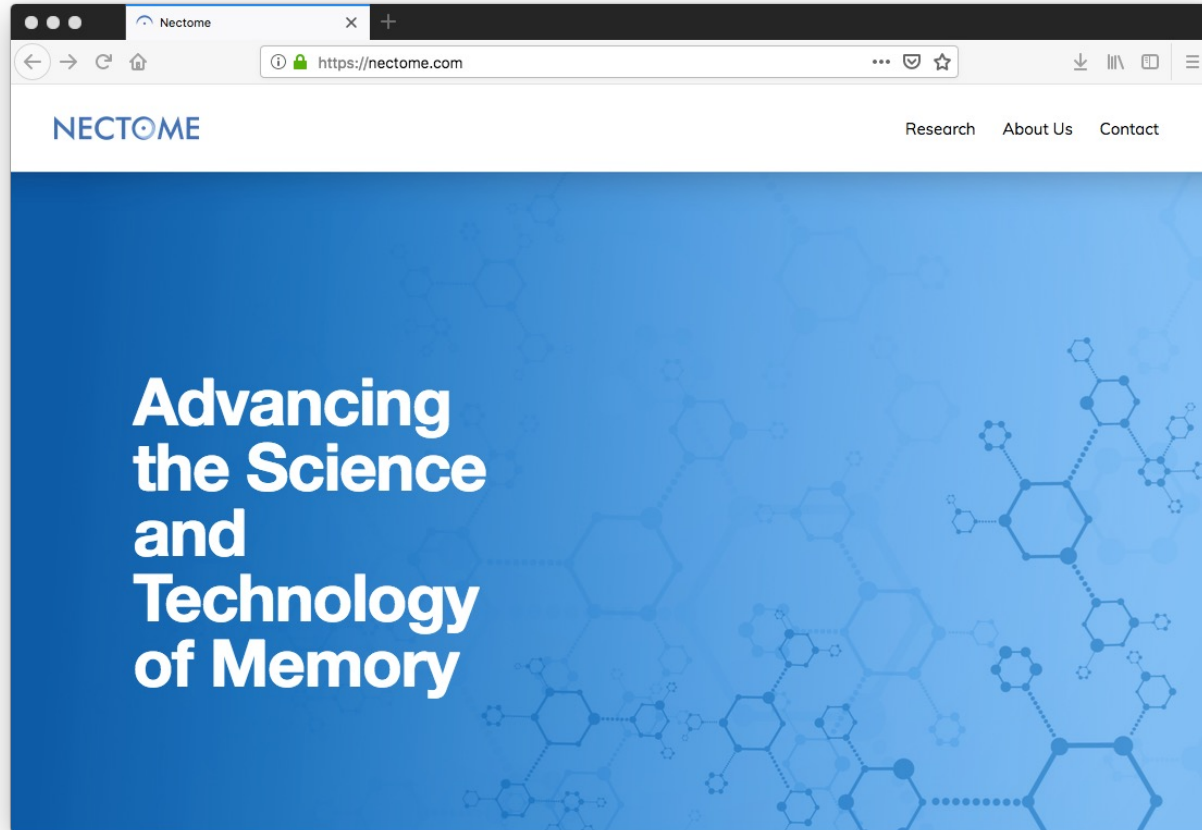 Nectome
https://nectome.com
NECTOME
Research About Us Contact
Advancing
the Science
and
Technology
of Memory